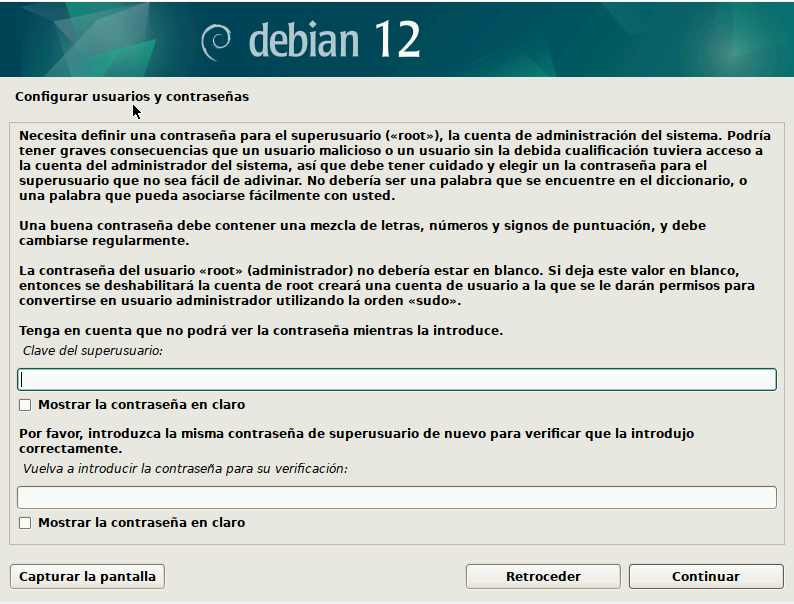 debian 12
Configurar usuarios y contraseñas
Necesita definir una contraseña para el superusuario («root»), la cuenta de administración del sistema. Podría
tener graves consecuencias que un usuario malicioso o un usuario sin la debida cualificación tuviera acceso a
la cuenta del administrador del sistema, así que debe tener cuidado y elegir un la contraseña para el
superusuario que no sea fácil de adivinar. No debería ser una palabra que se encuentre en el diccionario, o
una palabra que pueda asociarse fácilmente con usted.
Una buena contraseña debe contener una mezcla de letras, números y signos de puntuación, y debe
cambiarse regularmente.
La contraseña del usuario «root» (administrador) no debería estar en blanco. Si deja este valor en blanco,
entonces se deshabilitará la cuenta de root creará una cuenta de usuario a la que se le darán permisos para
convertirse en usuario administrador utilizando la orden «sudo».
Tenga en cuenta que no podrá ver la contraseña mientras la introduce.
Clave del superusuario:
Mostrar la contraseña en claro
Por favor, introduzca la misma contraseña de superusuario de nuevo para verificar que la introdujo
correctamente.
Vuelva a introducir la contraseña para su verificación:
Mostrar la contraseña en claro
Capturar la pantalla
Retroceder
Continuar